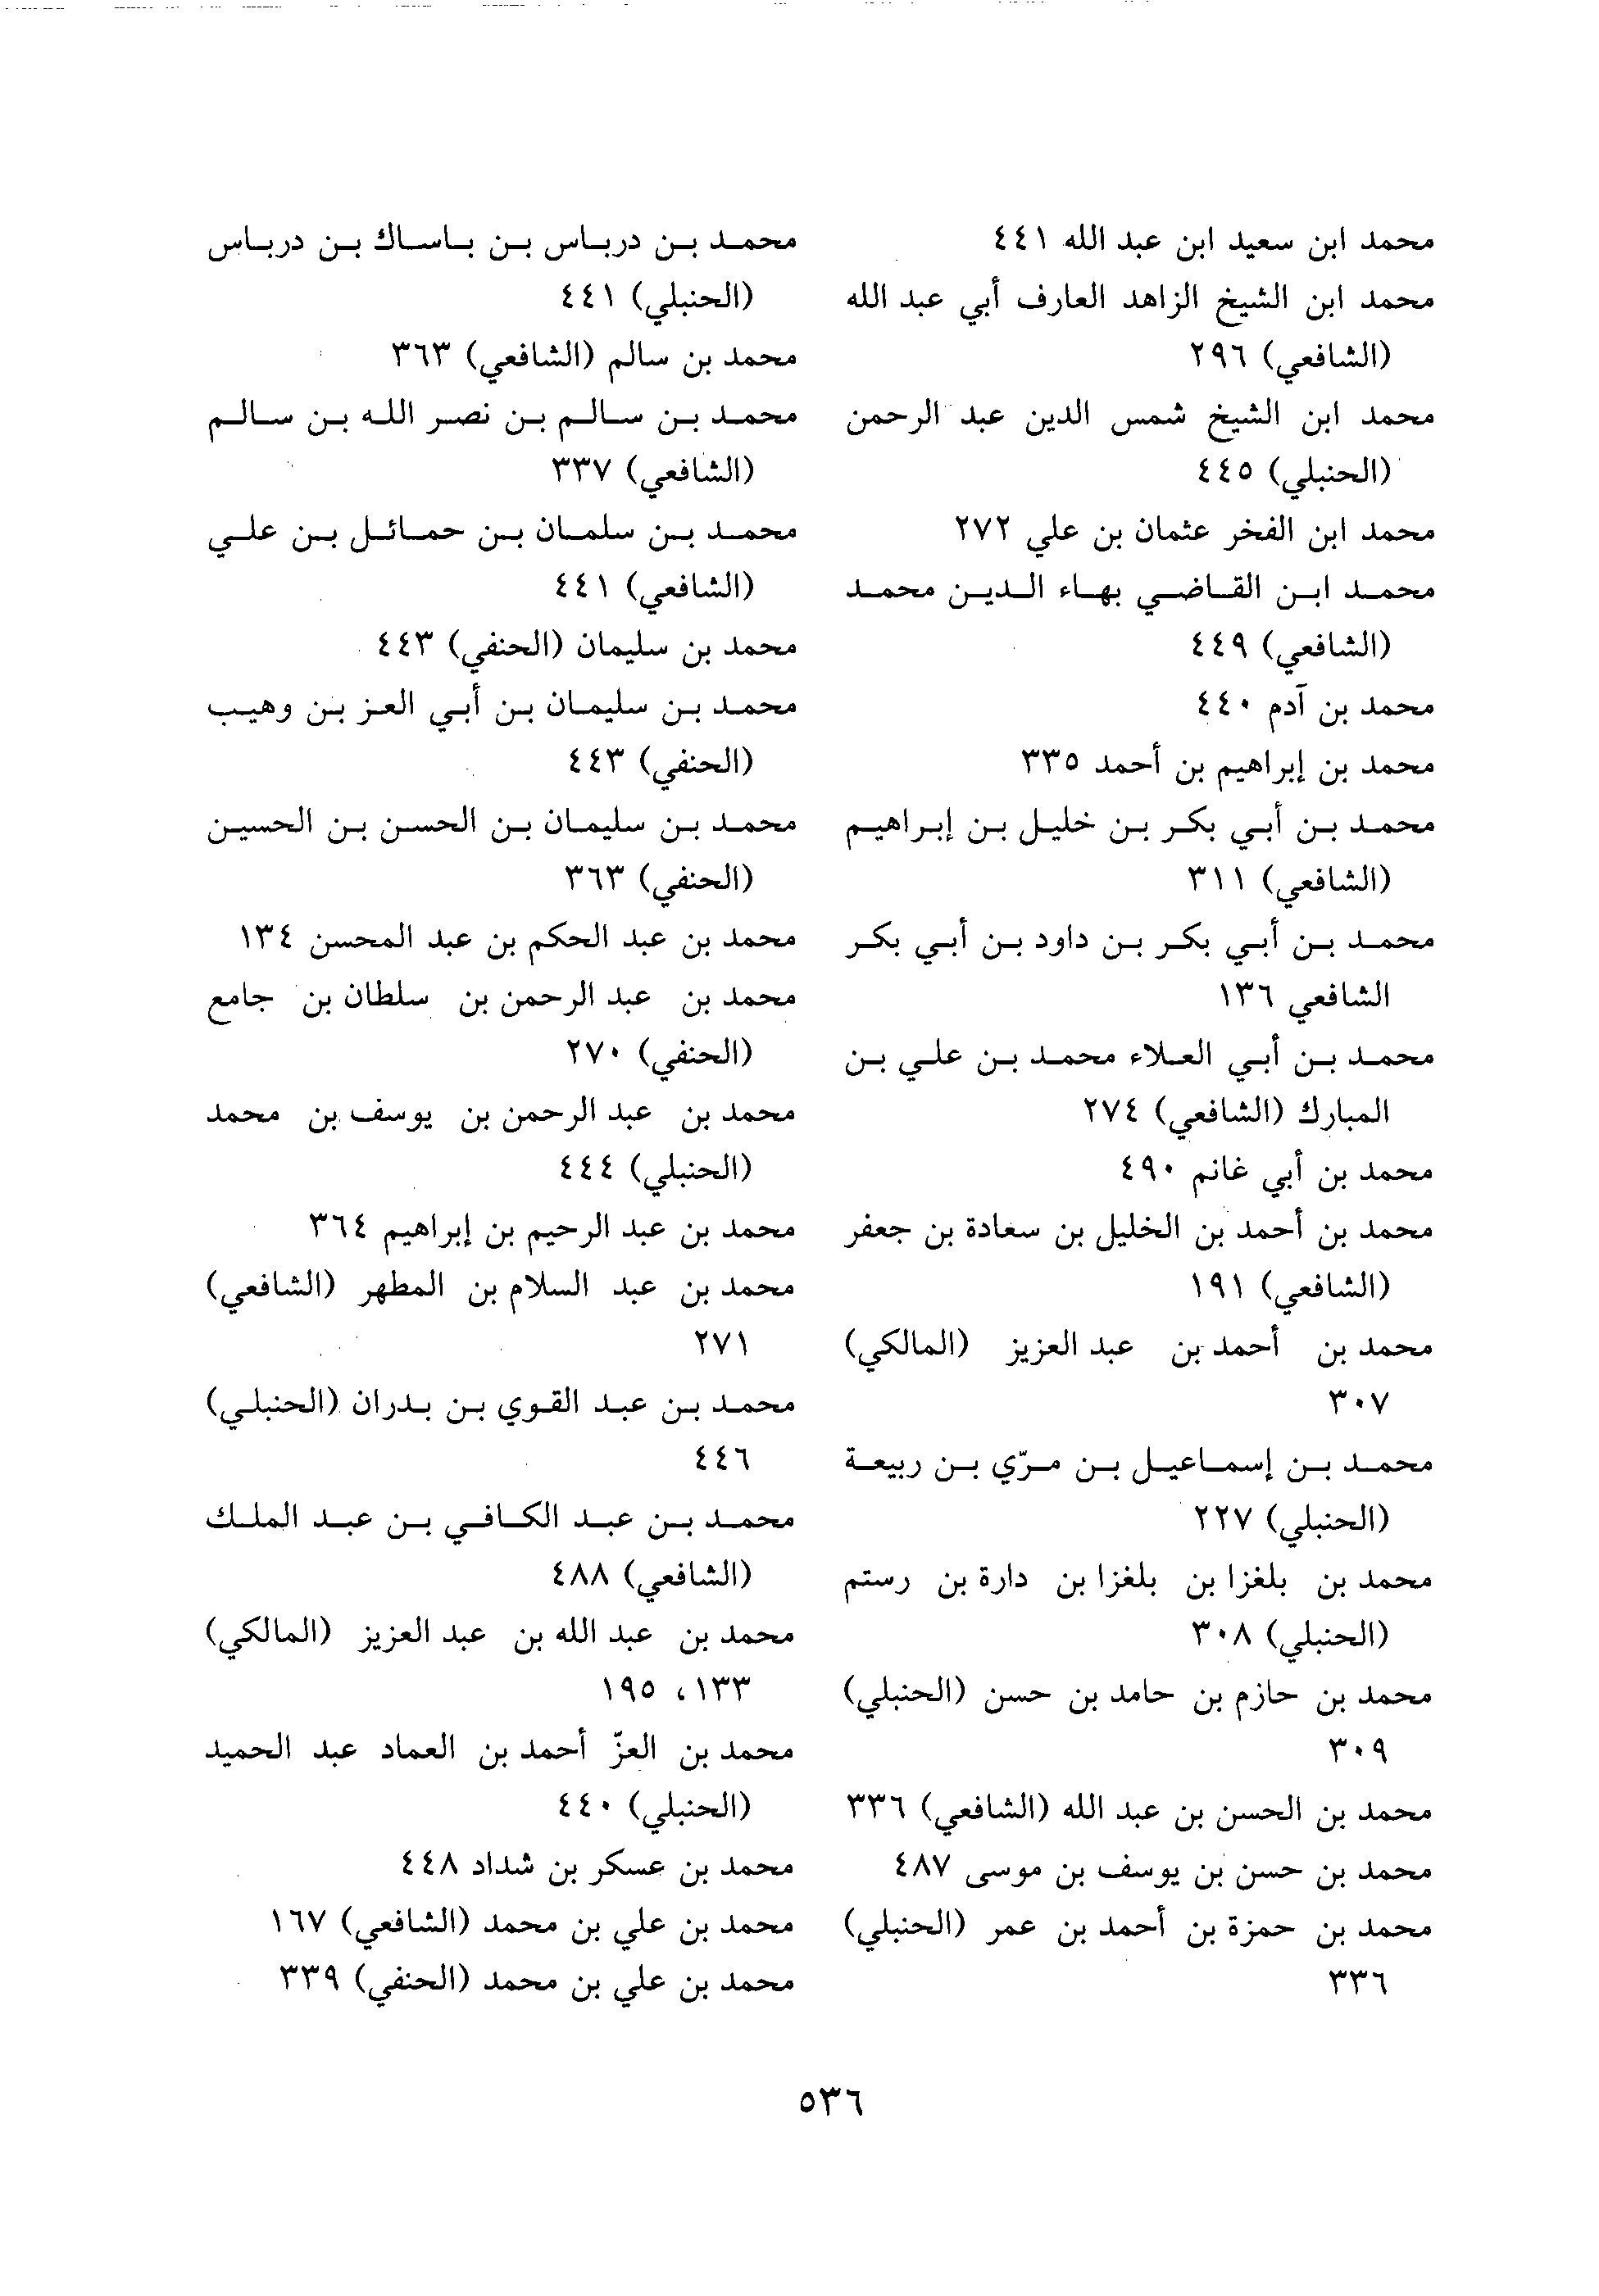 محمد ابن سعيد ابن عبد الله ٤٤١
محمد ابن الشيخ الزاهد العارف أبي عبد الله
(الشافعي) ٢٩٦
محمد ابن الشيخ شمس الدين عبد الرحمن
(الحنبلي) ٤٤٥
محمد ابن الفخر عثمان بن علي ٢٧٢
محمد ابن القاضي بهاء الدين محمد
(الشافعي) ٤٤٩
محمد بن آدم ٤٤٠
محمد بن إبراهيم بن أحمد ٣٣٥
محمد بن أبي بكر بن خليل بن إبراهيم
(الشافعي) ٣١١
محمد بن أبي بكر بن داود بن أبي بكر
الشافعي ١٣٦
محمد بن أبي العلاء محمد بن علي بن
المبارك (الشافعي) ٢٧٤
محمد بن أبي غانم ٤٩٠
محمد بن أحمد بن الخليل بن سعادة بن جعفر
(الشافعي) ١٩١
محمد بن أحمد بن عبد العزيز (المالكي)
٣٠٧
محمد بن إسماعيل بن مرّي بن ربيعة
(الحنبلي) ٢٢٧
محمد بن بلغزا بن بلغزا بن دارة بن رستم
(الحنبلي) ٣٠٨
محمد بن حازم بن حامد بن حسن (الحنبلي)
٣٠٩
محمد بن الحسن بن عبد الله (الشافعي) ٣٣٦
محمد بن حسن بن يوسف بن موسى ٤٨٧
محمد بن حمزة بن أحمد بن عمر (الحنبلي)
٣٣٦
محمد بن درباس بن باساك بن درباس
(الحنبلي) ٤٤١
محمد بن سالم (الشافعي) ٣٦٣
محمد بن سالم بن نصر الله بن سالم
(الشافعي) ٣٣٧
محمد بن سلمان بن حمائل بن علي
(الشافعي) ٤٤١
محمد بن سليمان (الحنفي) ٤٤٣
محمد بن سليمان بن أبي العز بن وهيب
(الحنفي) ٤٤٣
محمد بن سليمان بن الحسن بن الحسين
(الحنفي) ٣٦٣
محمد بن عبد الحكم بن عبد المحسن ١٣٤
محمد بن عبد الرحمن بن سلطان بن جامع
(الحنفي) ٢٧٠
محمد بن عبد الرحمن بن يوسف بن محمد
(الحنبلي) ٤٤٤
محمد بن عبد الرحيم بن إبراهيم ٣٦٤
محمد بن عبد السلام بن المطهر (الشافعي)
٢٧١
محمد بن عبد القوي بن بدران (الحنبلي)
٤٤٦
محمد بن عبد الكافي بن عبد الملك
(الشافعي) ٤٨٨
محمد بن عبد الله بن عبد العزيز (المالكي)
١٣٣، ١٩٥
محمد بن العزّ أحمد بن العماد عبد الحميد
(الحنبلي) ٤٤٠
محمد بن عسكر بن شداد ٤٤٨
محمد بن علي بن محمد (الشافعي) ١٦٧
محمد بن علي بن محمد (الحنفي) ٣٣٩
٥٣٦